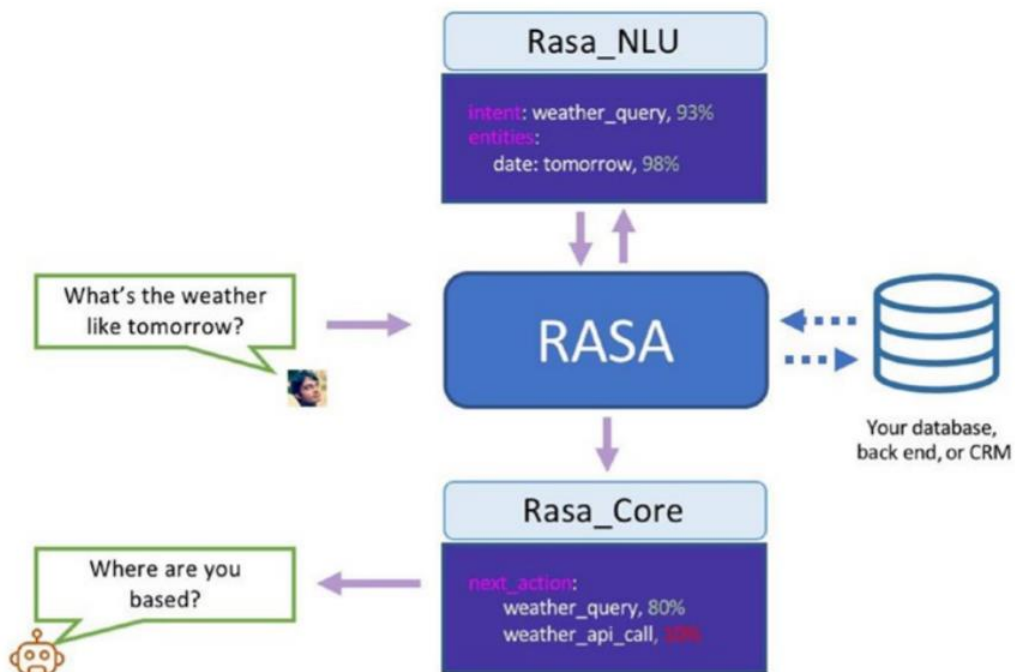 Rasa_NLU
intent: weather_query, 93%
entities:
date: tomorrow, 98%
What's the weather
like tomorrow?
RASA
Your database,
back end, or CRM
Rasa_Core
Where are you
based?
next_action:
weather_query, 80%
weather_api_call, 10%